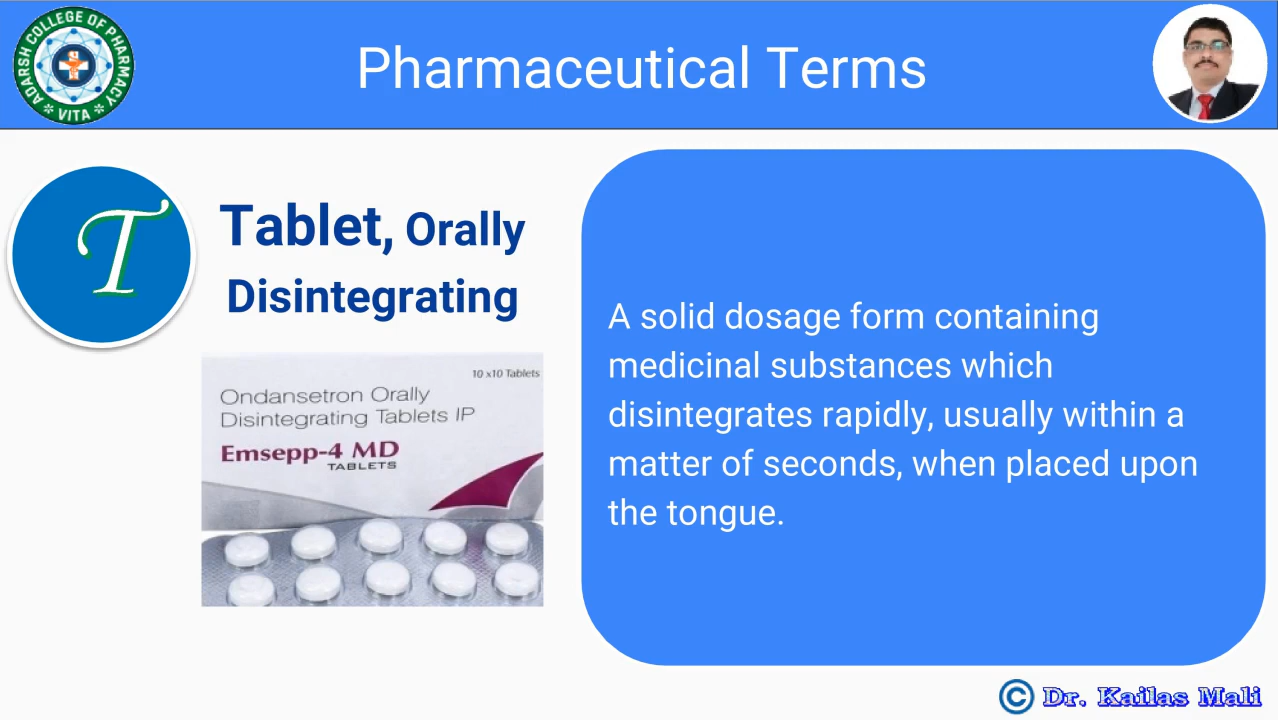 ADARSH COLLEGE OF PHARMACY
VITA
Pharmaceutical Terms
T
Tablet, Orally
Disintegrating
10 x10 Tablets
Ondansetron Orally
Disintegrating Tablets IP
Emsepp-4 MD
TABLETS
A solid dosage form containing
medicinal substances which
disintegrates rapidly, usually within a
matter of seconds, when placed upon
the tongue.
© Dr. Kailas Mali